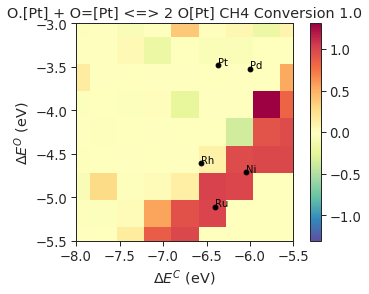 O.[Pt] + O=[Pt] <=> 2 O[Pt] CH4 Conversion 1.0
−3.0
−3.5
−4.0
−4.5
−5.0
−5.5
ΔE^O (eV)
Pt
Pd
Rh
Ni
Ru
−8.0 −7.5 −7.0 −6.5 −6.0 −5.5
ΔE^C (eV)
1.0
0.5
0.0
−0.5
−1.0